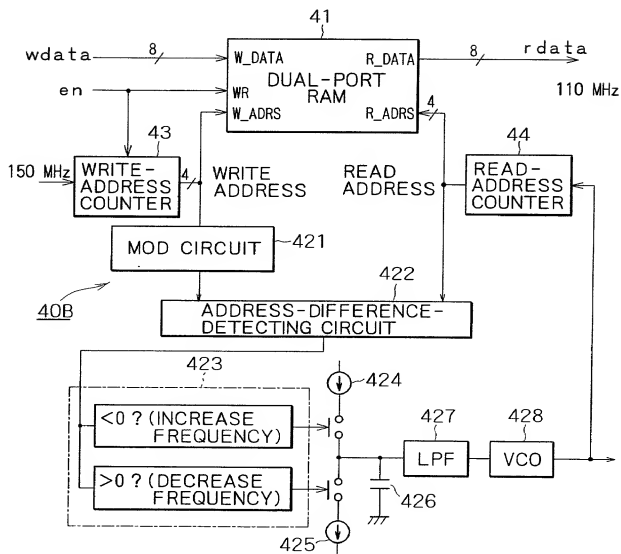 41
wdata
8
W_DATA
R_DATA
8
rdata
DUAL-PORT
RAM
en
WR
W_ADRS
R_ADRS
4
110 MHz
43
44
150 MHz
WRITE-
ADDRESS
COUNTER
4
WRITE
ADDRESS
READ
ADDRESS
READ-
ADDRESS
COUNTER
MOD CIRCUIT
421
40B
422
ADDRESS-DIFFERENCE-
DETECTING CIRCUIT
423
424
<0 ? (INCREASE
FREQUENCY)
427
428
LPF
VCO
>0 ? (DECREASE
FREQUENCY)
426
425